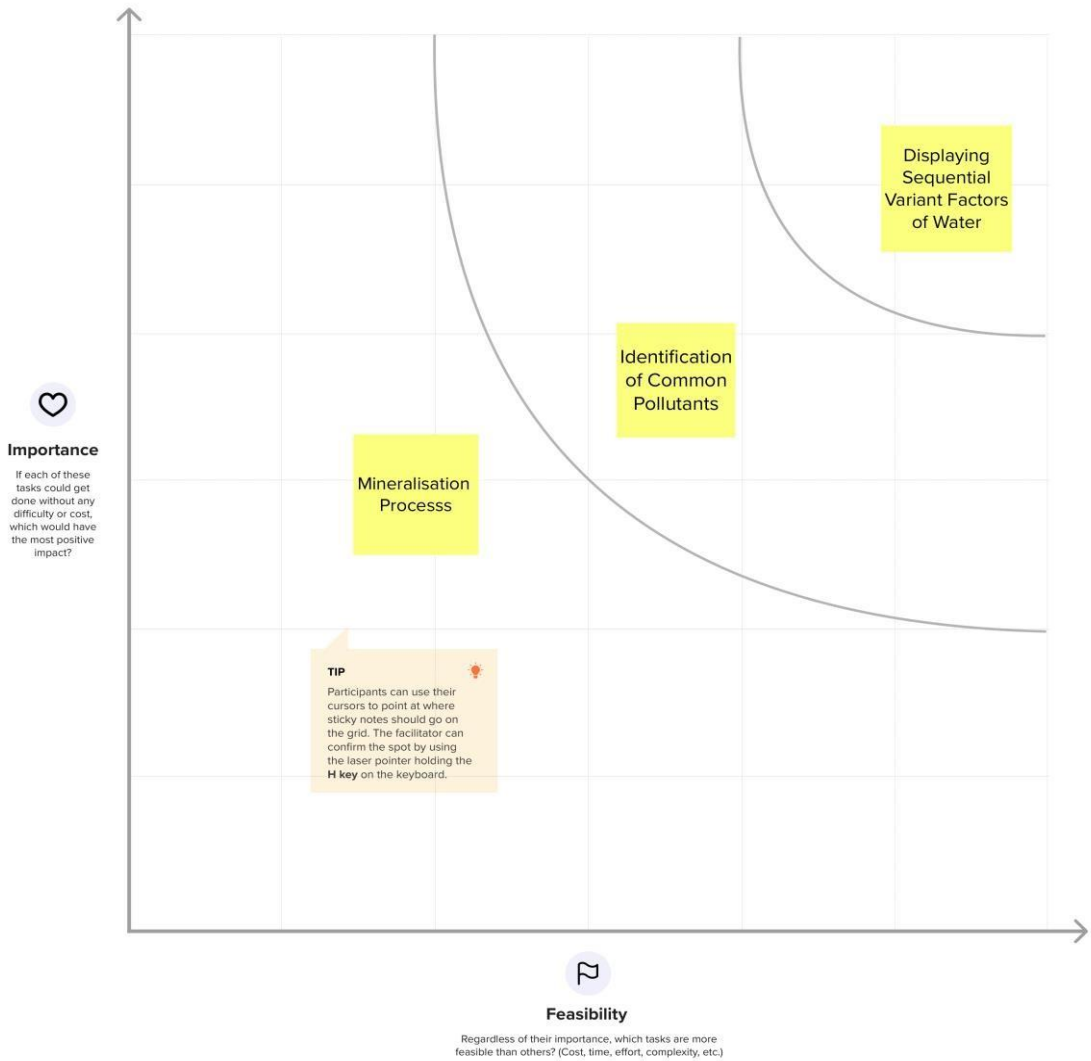 Displaying
Sequential
Variant Factors
of Water
Identification
of Common
Pollutants
Mineralisation
Processs
Importance
If each of these
tasks could get
done without any
difficulty or cost,
which would have
the most positive
impact?
TIP
Participants can use their
cursors to point at where
sticky notes should go on
the grid. The facilitator can
confirm the spot by using
the laser pointer holding the
H key on the keyboard.
Feasibility
Regardless of their importance, which tasks are more
feasible than others? (Cost, time, effort, complexity, etc.)